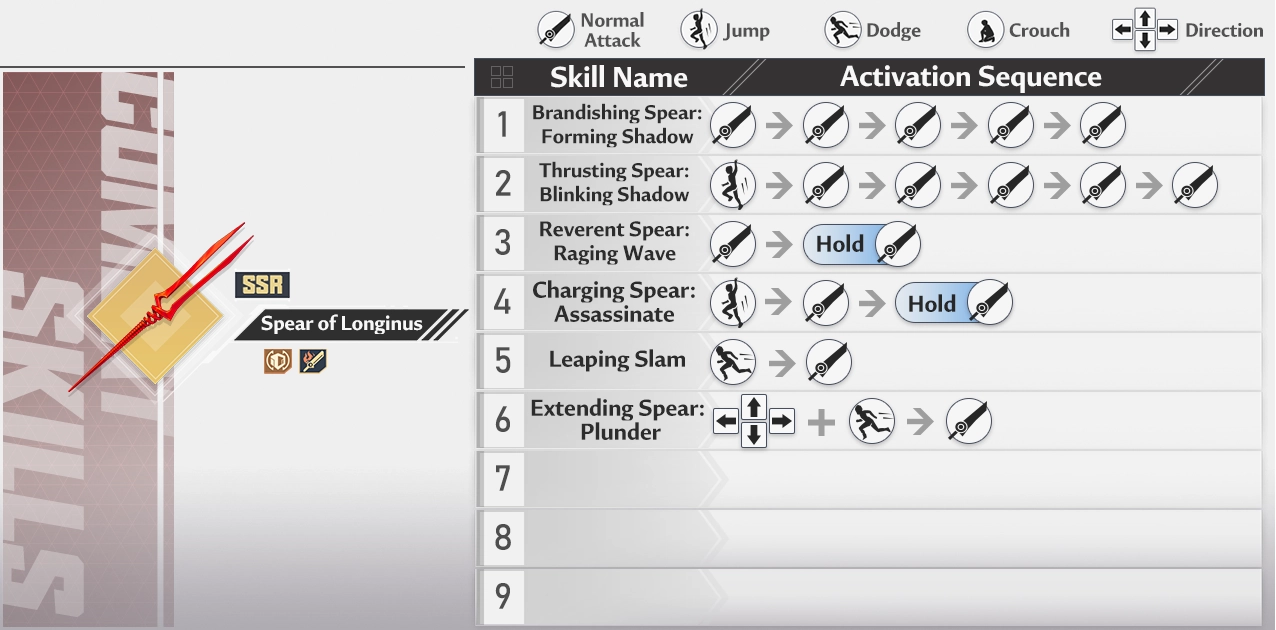 Normal
Attack
Jump
Dodge
Crouch
Direction
Skill Name
Activation Sequence
1
Brandishing Spear:
Forming Shadow
2
Thrusting Spear:
Blinking Shadow
3
Reverent Spear:
Raging Wave
Hold
4
Charging Spear:
Assassinate
Hold
5
Leaping Slam
6
Extending Spear:
Plunder
7
8
9
SSR
Spear of Longinus
SKILLS